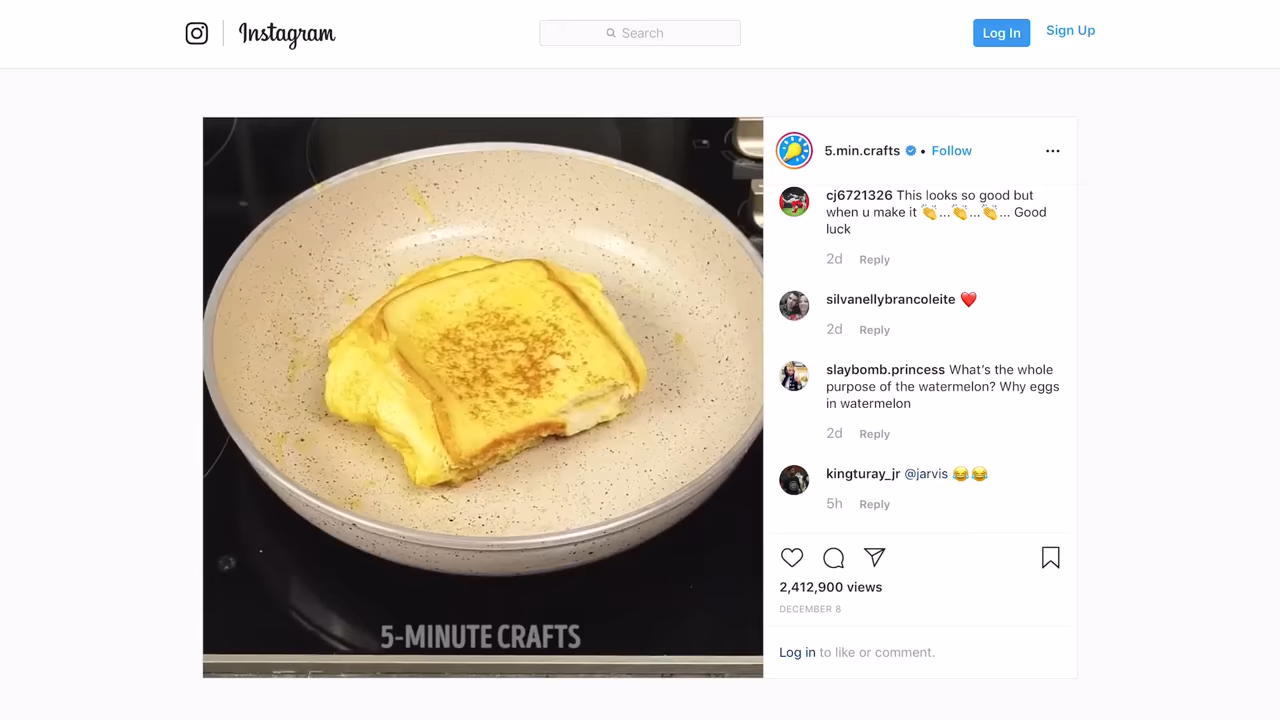 Instagram
Search
Log In
Sign Up
5-MINUTE CRAFTS
5.min.crafts • Follow
cj6721326 This looks so good but
when u make it 👏...👏...👏... Good
luck
2d Reply
silvanellybrancoleite ❤️
2d Reply
slaybomb.princess What's the whole
purpose of the watermelon? Why eggs
in watermelon
2d Reply
kingturay_jr @jarvis 😂😂
5h Reply
2,412,900 views
DECEMBER 8
Log in to like or comment.